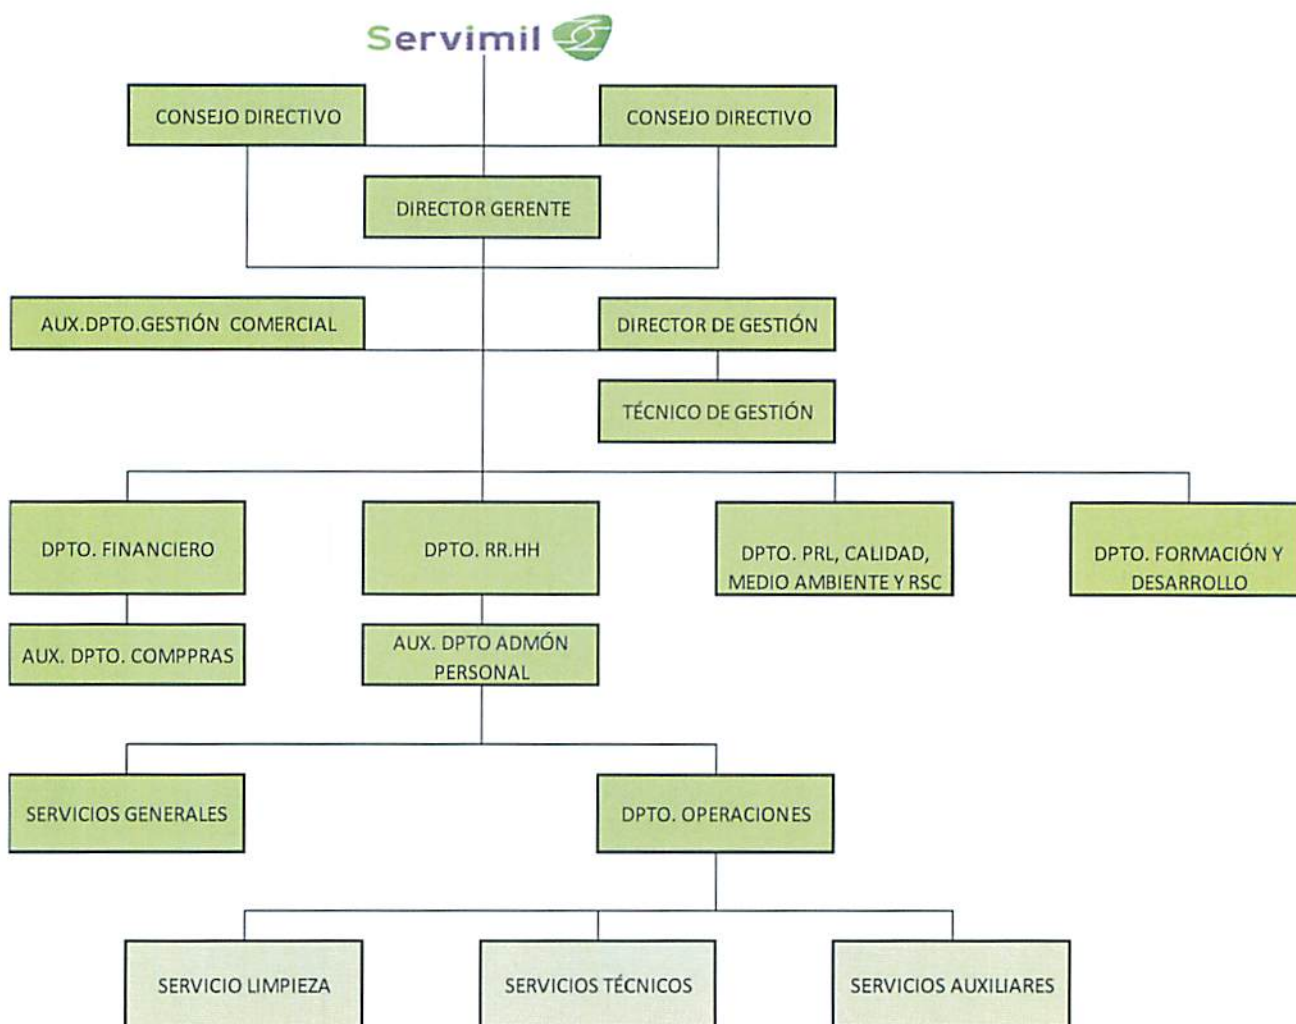 Servimil
CONSEJO DIRECTIVO
CONSEJO DIRECTIVO
DIRECTOR GERENTE
AUX.DPTO.GESTIÓN COMERCIAL
DIRECTOR DE GESTIÓN
TÉCNICO DE GESTIÓN
DPTO. FINANCIERO
DPTO. RR.HH
DPTO. PRL, CALIDAD,
MEDIO AMBIENTE Y RSC
DPTO. FORMACIÓN Y
DESARROLLO
AUX. DPTO. COMPPRAS
AUX. DPTO ADMÓN
PERSONAL
SERVICIOS GENERALES
DPTO. OPERACIONES
SERVICIO LIMPIEZA
SERVICIOS TÉCNICOS
SERVICIOS AUXILIARES